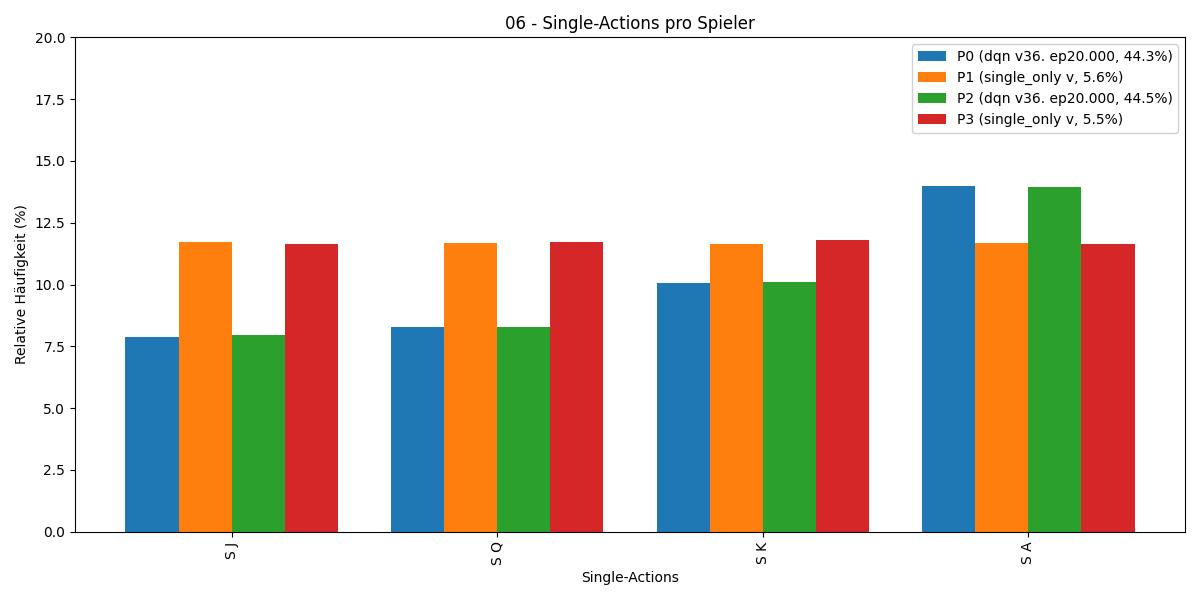 06 - Single-Actions pro Spieler
20.0
17.5
15.0
12.5
10.0
7.5
5.0
2.5
0.0
Relative Häufigkeit (%)
P0 (dqn v36. ep20.000, 44.3%)
P1 (single_only v, 5.6%)
P2 (dqn v36. ep20.000, 44.5%)
P3 (single_only v, 5.5%)
S J
S Q
S K
S A
Single-Actions